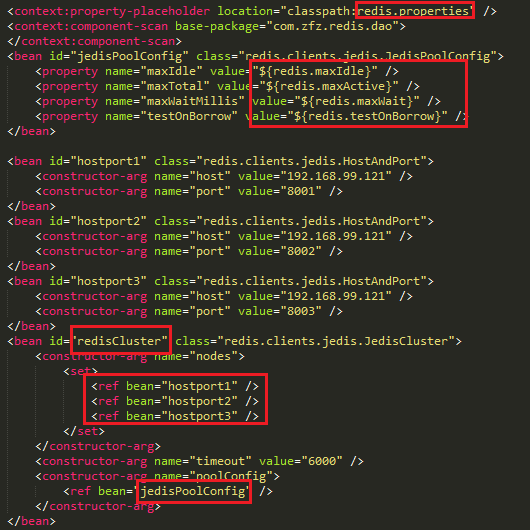 <context:property-placeholder location="classpath:redis.properties" />
<context:component-scan base-package="com.zfz.redis.dao">
</context:component-scan>
<bean id="jedisPoolConfig" class="redis.clients.jedis.JedisPoolConfig">
<property name="maxIdle" value="${redis.maxIdle}" />
<property name="maxTotal" value="${redis.maxActive}" />
<property name="maxWaitMillis" value="${redis.maxWait}" />
<property name="testOnBorrow" value="${redis.testOnBorrow}" />
</bean>
<bean id="hostport1" class="redis.clients.jedis.HostAndPort">
<constructor-arg name="host" value="192.168.99.121" />
<constructor-arg name="port" value="8001" />
</bean>
<bean id="hostport2" class="redis.clients.jedis.HostAndPort">
<constructor-arg name="host" value="192.168.99.121" />
<constructor-arg name="port" value="8002" />
</bean>
<bean id="hostport3" class="redis.clients.jedis.HostAndPort">
<constructor-arg name="host" value="192.168.99.121" />
<constructor-arg name="port" value="8003" />
</bean>
<bean id="redisCluster" class="redis.clients.jedis.JedisCluster">
<constructor-arg name="nodes">
<set>
<ref bean="hostport1" />
<ref bean="hostport2" />
<ref bean="hostport3" />
</set>
</constructor-arg>
<constructor-arg name="timeout" value="6000" />
<constructor-arg name="poolConfig">
<ref bean="jedisPoolConfig" />
</constructor-arg>
</bean>